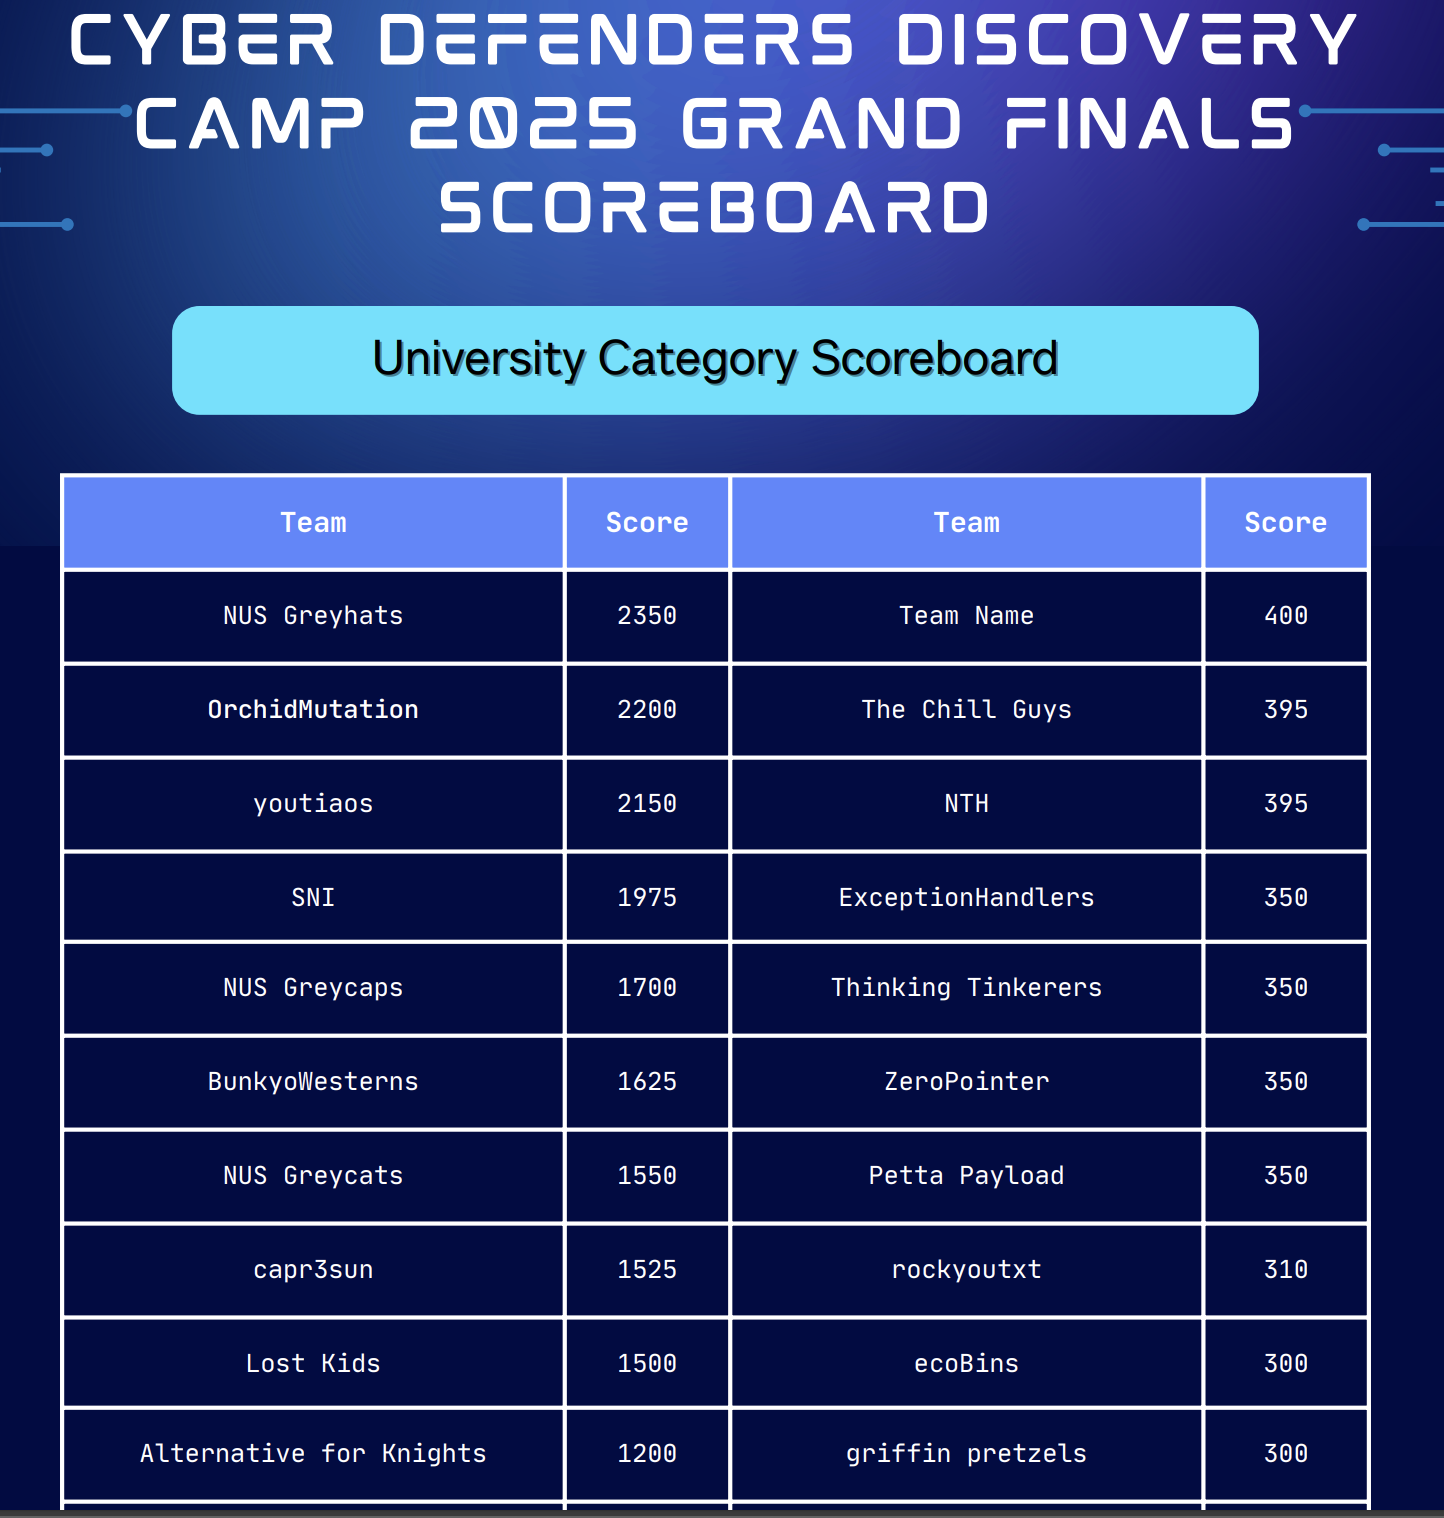 CYBER DEFENDERS DISCOVERY
CAMP 2025 GRAND FINALS
SCOREBOARD
University Category Scoreboard
Team Score Team Score
NUS Greyhats 2350 Team Name 400
OrchidMutation 2200 The Chill Guys 395
youtiaos 2150 NTH 395
SNI 1975 ExceptionHandlers 350
NUS Greycaps 1700 Thinking Tinkerers 350
BunkyoWesterns 1625 ZeroPointer 350
NUS Greycats 1550 Petta Payload 350
capr3sun 1525 rockyoutxt 310
Lost Kids 1500 ecoBins 300
Alternative for Knights 1200 griffin pretzels 300